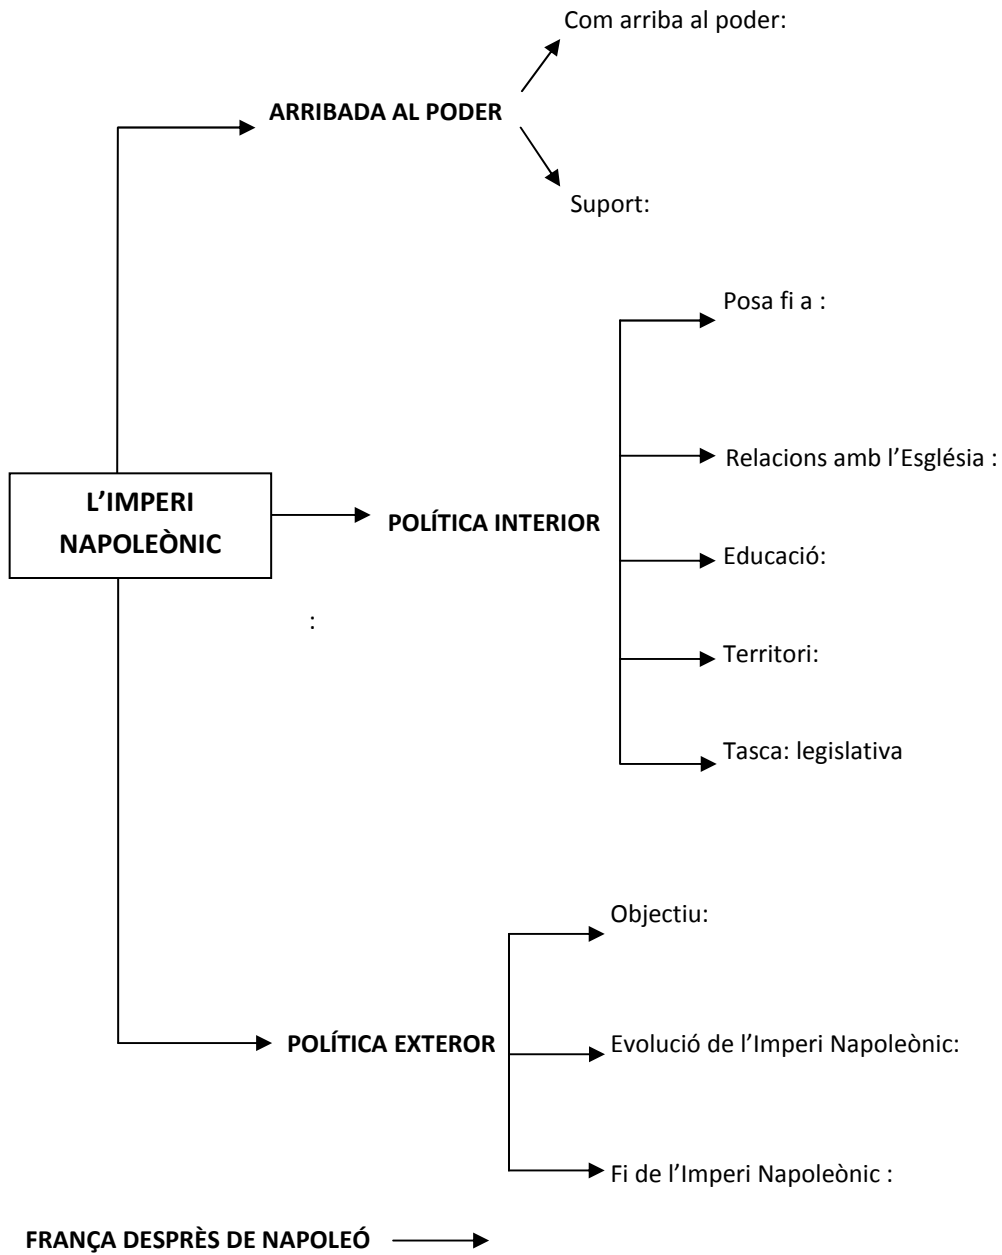 Com arriba al poder:
ARRIBADA AL PODER
Suport:
Posa fi a :
Relacions amb l’Església :
L’IMPERI
NAPOLEÒNIC
POLÍTICA INTERIOR
Educació:
:
Territori:
Tasca: legislativa
Objectiu:
POLÍTICA EXTEROR
Evolució de l’Imperi Napoleònic:
Fi de l’Imperi Napoleònic :
FRANÇA DESPRÈS DE NAPOLEÓ